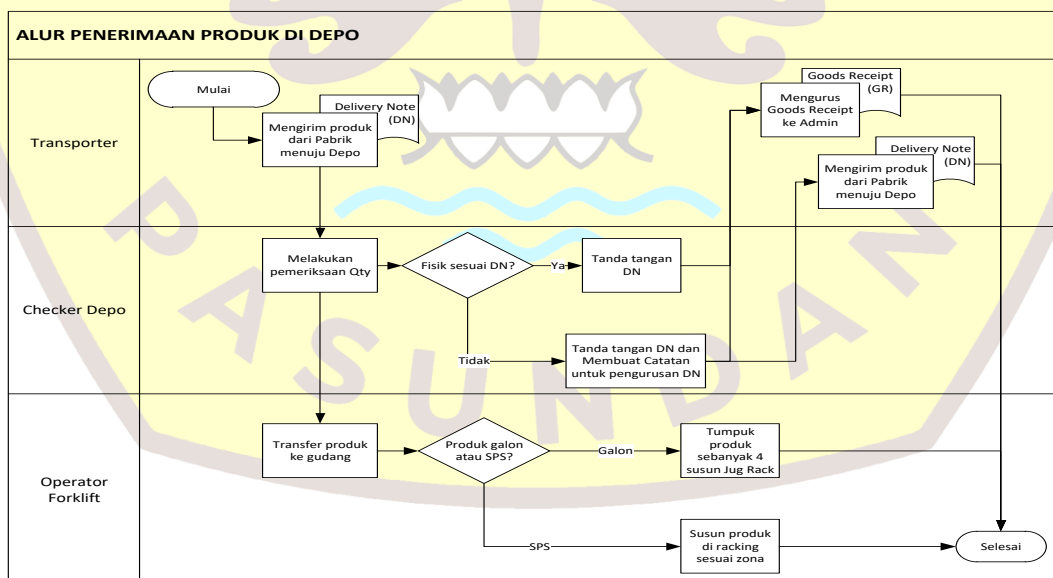 ALUR PENERIMAAN PRODUK DI DEPO
Transporter
Mulai
Delivery Note
(DN)
Mengirim produk
dari Pabrik
menuju Depo
Goods Receipt
(GR)
Mengurus
Goods Receipt
ke Admin
Delivery Note
(DN)
Mengirim produk
dari Pabrik
menuju Depo
Checker Depo
Melakukan
pemeriksaan Qty
Fisik sesuai DN?
Ya
Tanda tangan
DN
Tidak
Tanda tangan DN dan
Membuat Catatan
untuk pengurusan DN
Operator
Forklift
Transfer produk
ke gudang
Produk galon
atau SPS?
Galon
Tumpuk
produk
sebanyak 4
susun Jug Rack
SPS
Susun produk
di racking
sesuai zona
Selesai
PASUNDAN